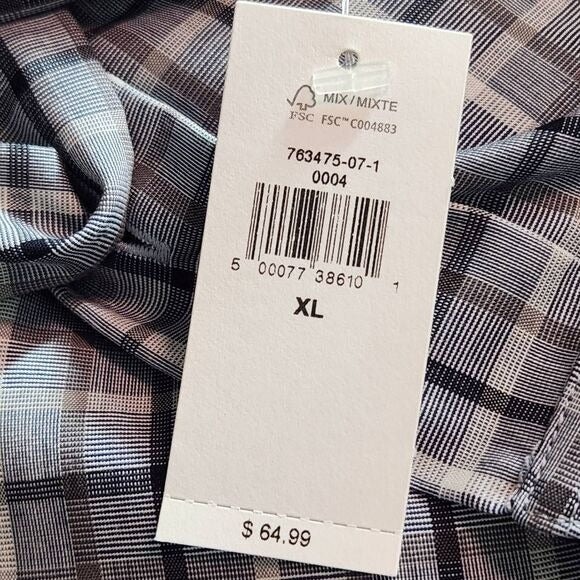 MIX/MIXTE
FSC FSC™ C004883
763475-07-1
0004
5 00077 38610 1
XL
$ 64.99